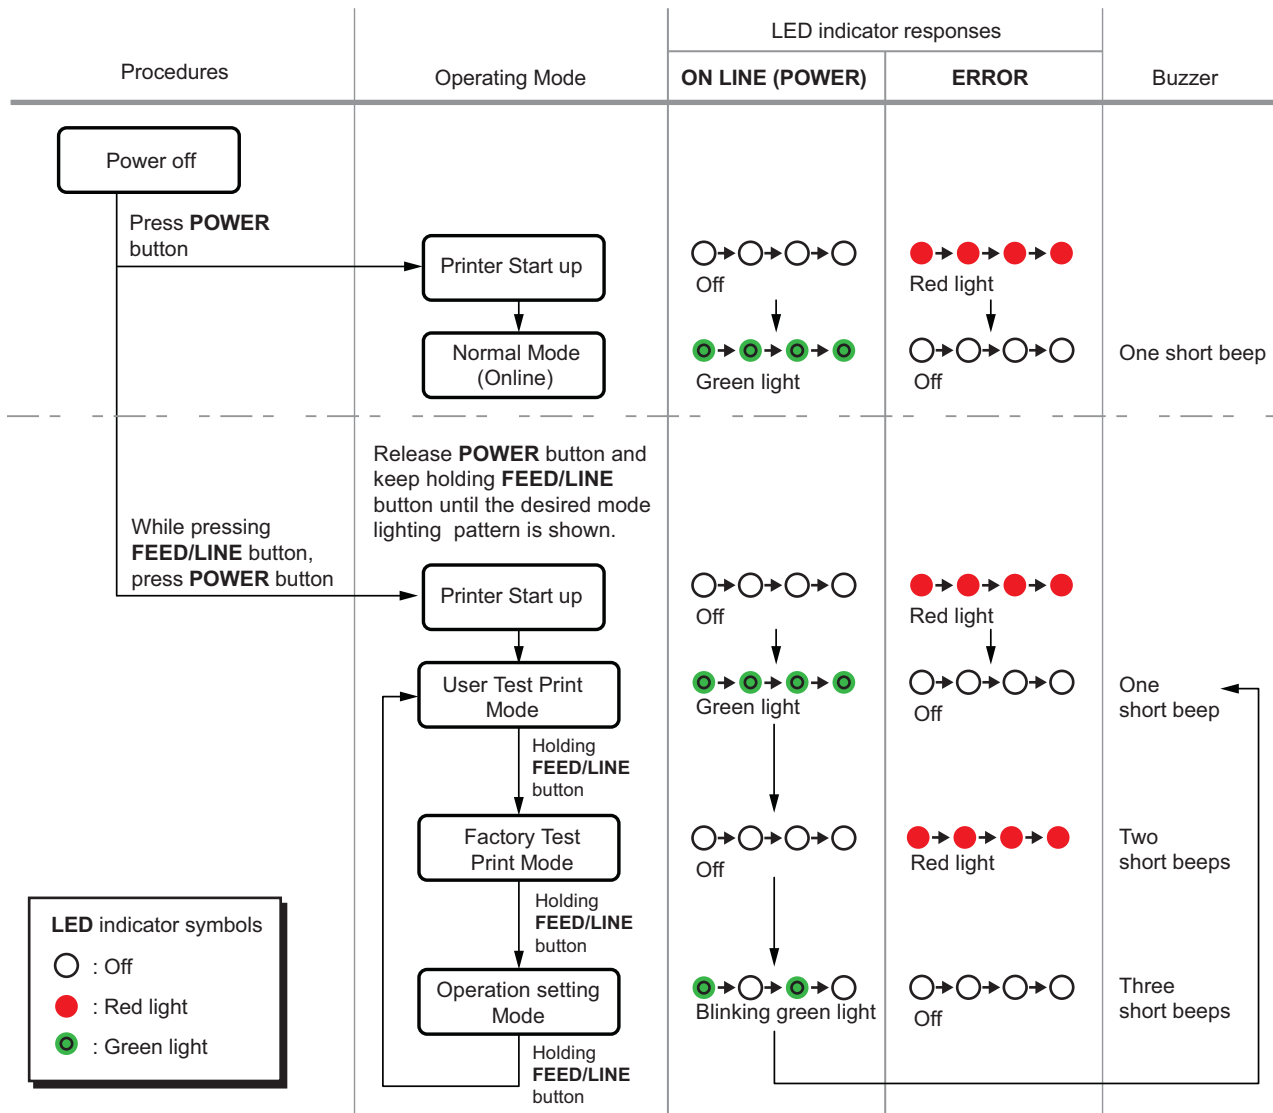 LED indicator responses
Procedures
Operating Mode
ON LINE (POWER)
ERROR
Buzzer
Power off
Press POWER
button
Printer Start up
Off
Red light
Normal Mode
(Online)
Green light
Off
One short beep
Release POWER button and
keep holding FEED/LINE
button until the desired mode
lighting pattern is shown.
While pressing
FEED/LINE button,
press POWER button
Printer Start up
Off
Red light
User Test Print
Mode
Green light
Off
One
short beep
Holding
FEED/LINE
button
Factory Test
Print Mode
Off
Red light
Two
short beeps
Holding
FEED/LINE
button
Operation setting
Mode
Blinking green light
Off
Three
short beeps
Holding
FEED/LINE
button
LED indicator symbols
: Off
: Red light
: Green light